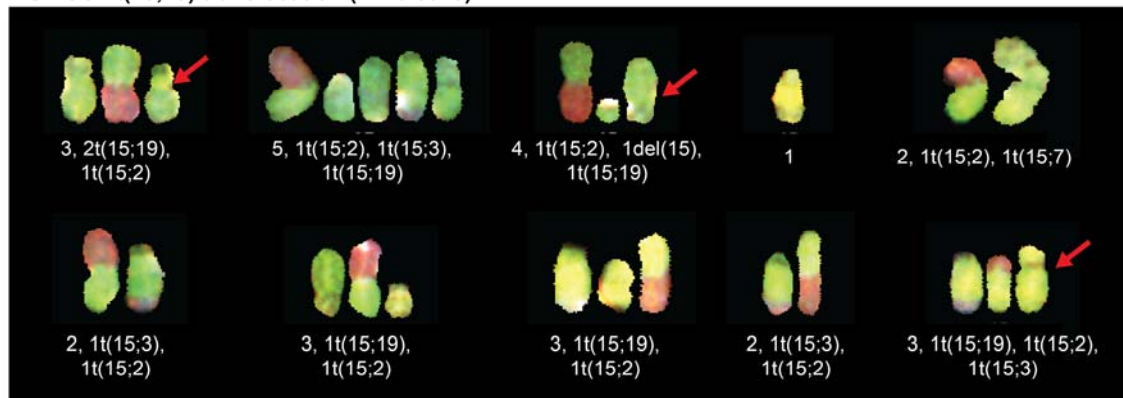 3, 2t(15;19),
1t(15;2)
5, 1t(15;2), 1t(15;3),
1t(15;19)
4, 1t(15;2), 1del(15),
1t(15;19)
1
2, 1t(15;2), 1t(15;7)
2, 1t(15;3),
1t(15;2)
3, 1t(15;19),
1t(15;2)
3, 1t(15;19),
1t(15;2)
2, 1t(15;3),
1t(15;2)
3, 1t(15;19), 1t(15;2),
1t(15;3)